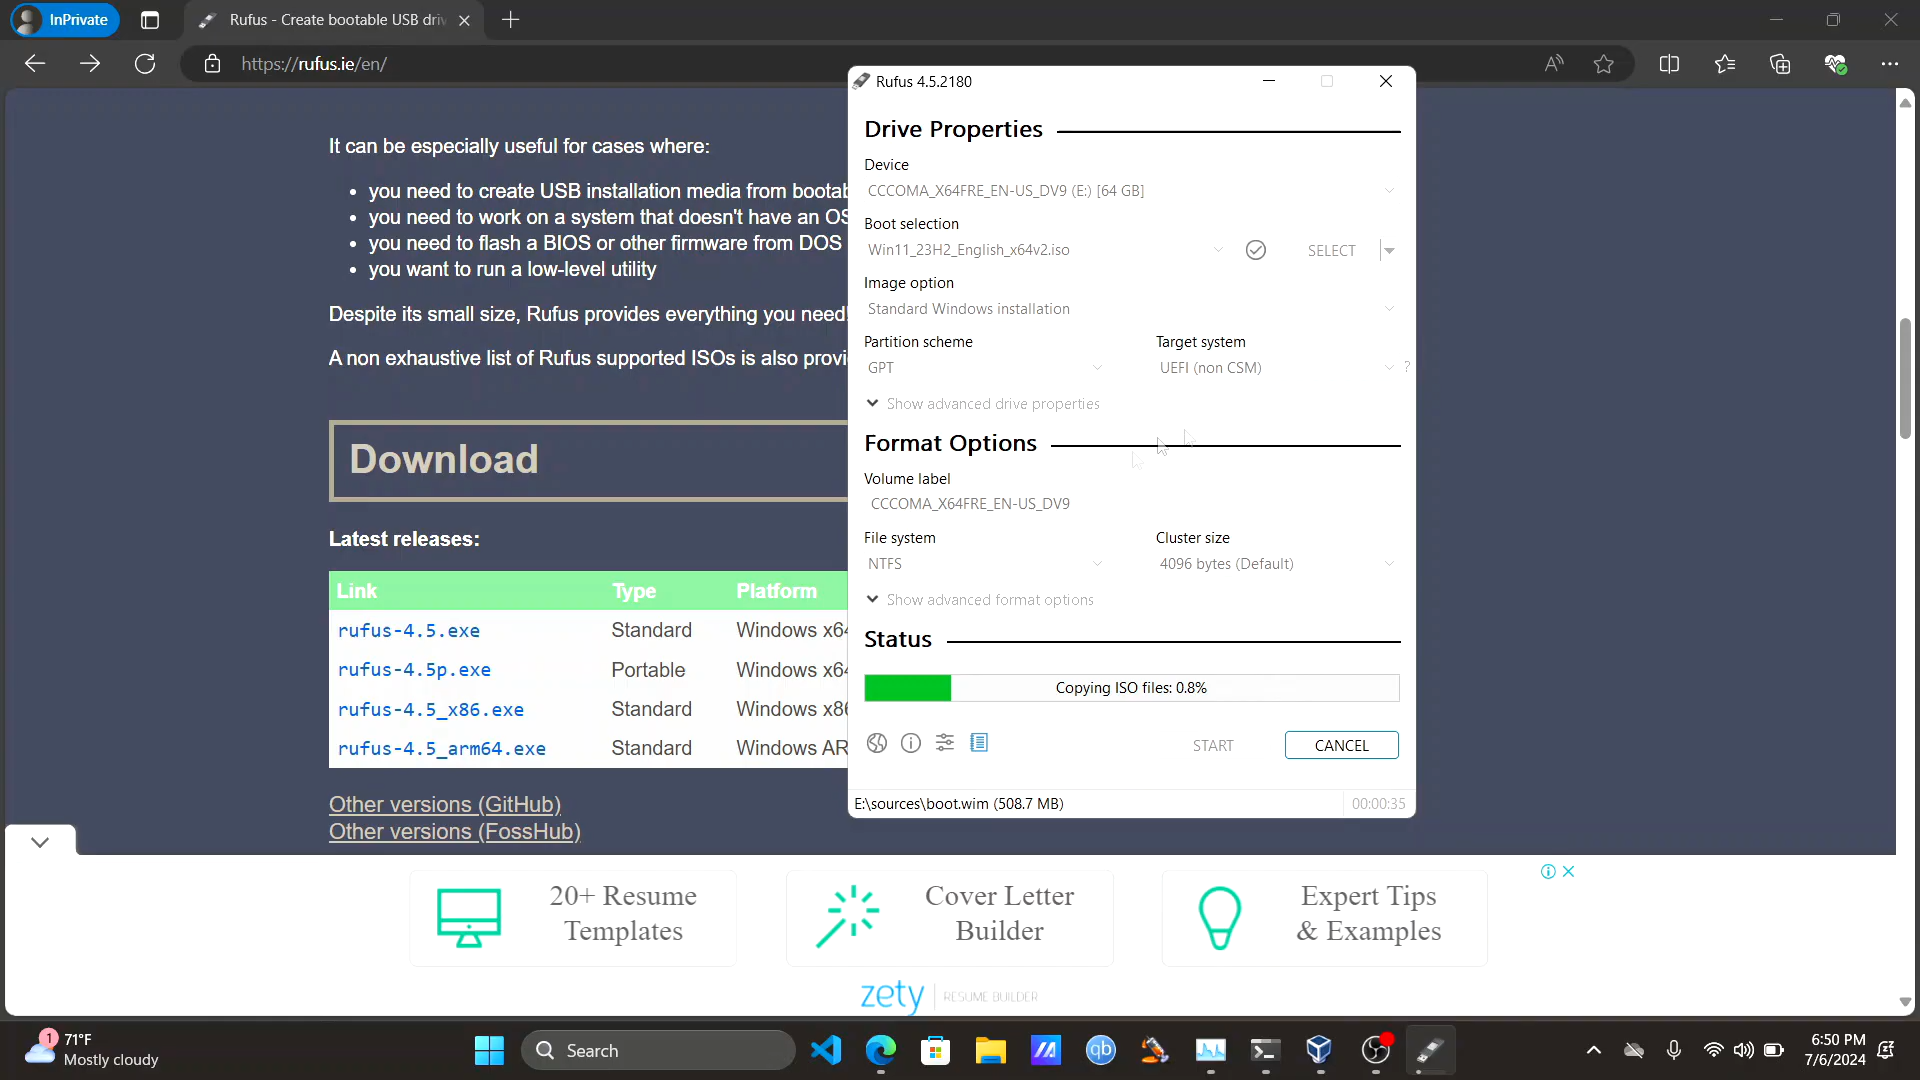 InPrivate
Rufus - Create bootable USB driv
https://rufus.ie/en/
It can be especially useful for cases where:
you need to create USB installation media from bootab
you need to work on a system that doesn't have an OS
you need to flash a BIOS or other firmware from DOS
you want to run a low-level utility
Despite its small size, Rufus provides everything you need!
A non exhaustive list of Rufus supported ISOs is also provi
Download
Latest releases:
Link Type Platform
rufus-4.5.exe Standard Windows x64
rufus-4.5p.exe Portable Windows x64
rufus-4.5_x86.exe Standard Windows x86
rufus-4.5_arm64.exe Standard Windows AR
Other versions (GitHub)
Other versions (FossHub)
Rufus 4.5.2180
Drive Properties
Device
CCCOMA_X64FRE_EN-US_DV9 (E:) [64 GB]
Boot selection
Win11_23H2_English_x64v2.iso
SELECT
Image option
Standard Windows installation
Partition scheme Target system
GPT UEFI (non CSM) ?
Show advanced drive properties
Format Options
Volume label
CCCOMA_X64FRE_EN-US_DV9
File system Cluster size
NTFS 4096 bytes (Default)
Show advanced format options
Status
Copying ISO files: 0.8%
START CANCEL
E:\sources\boot.wim (508.7 MB) 00:00:35
20+ Resume
Templates
Cover Letter
Builder
Expert Tips
& Examples
zety RESUME BUILDER
1
71°F
Mostly cloudy
Search
qb
6:50 PM
7/6/2024